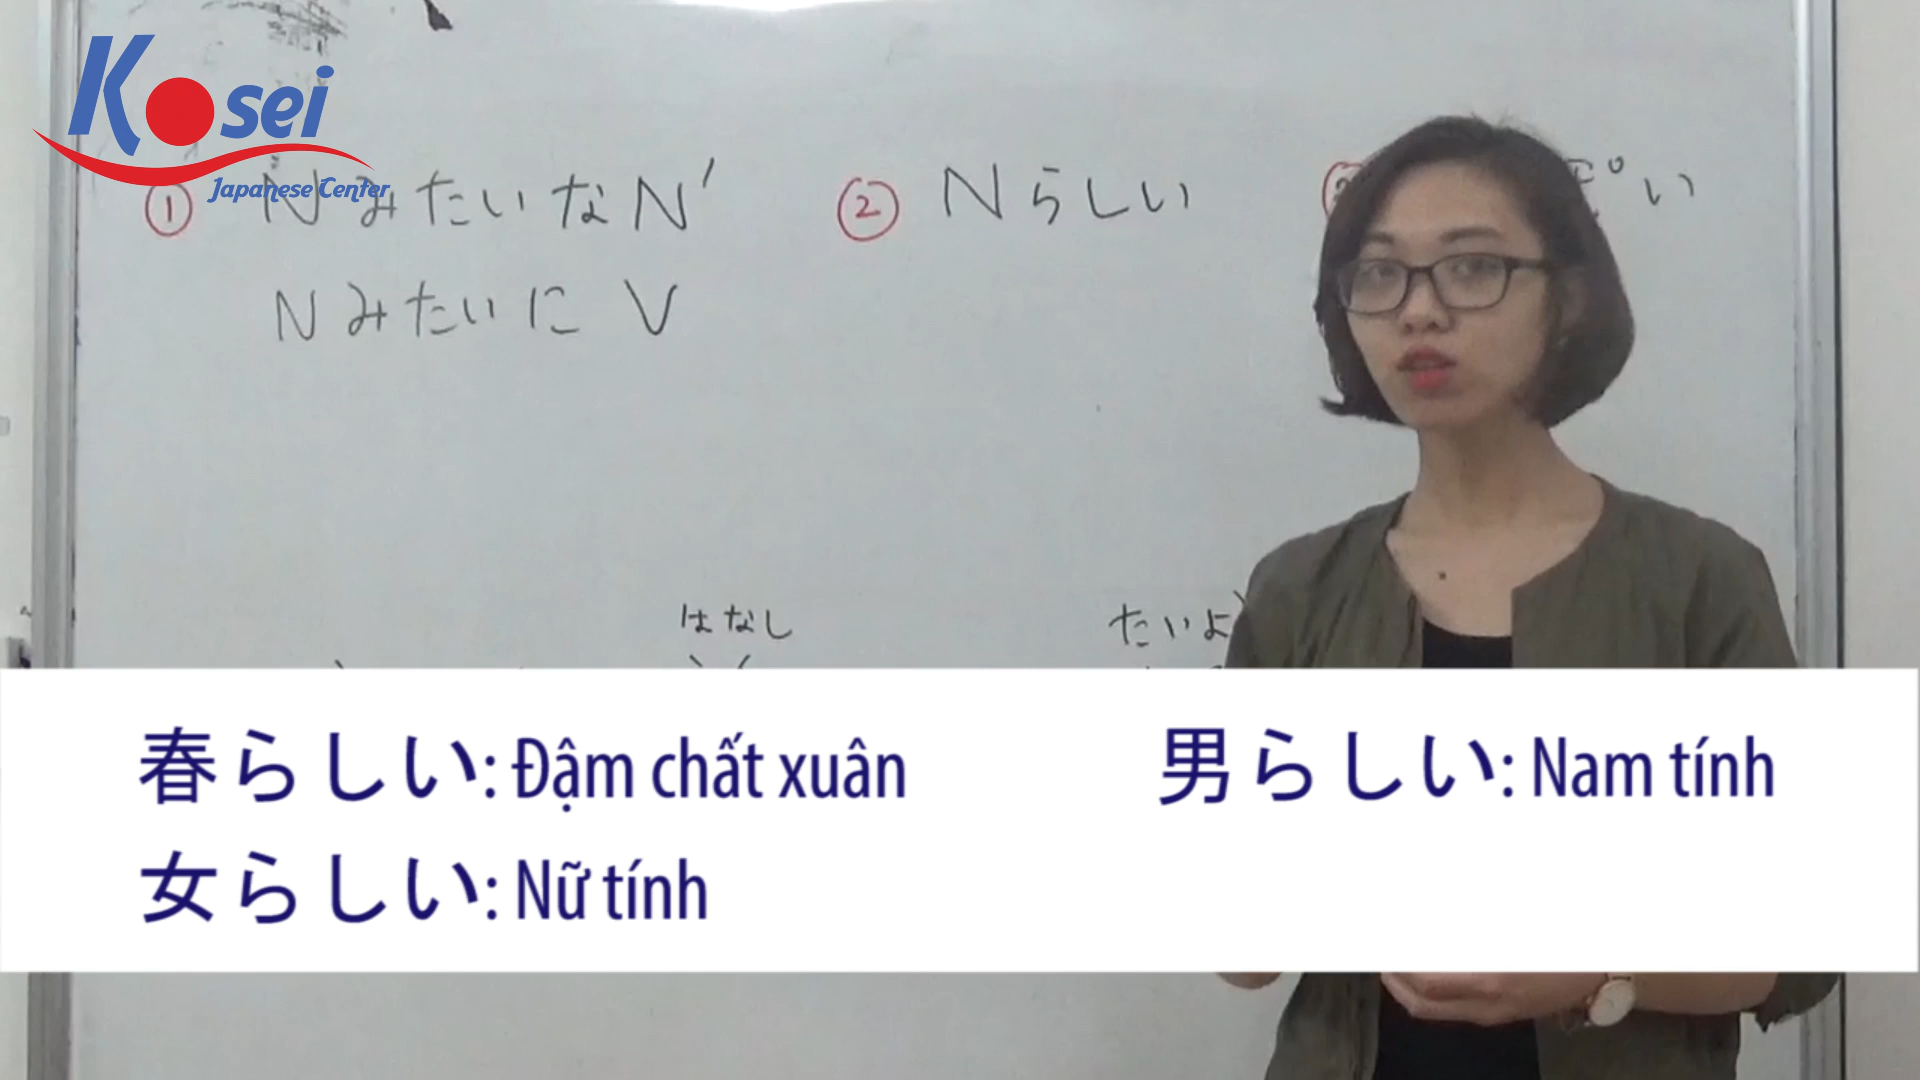 Kosei
Japanese Center
① NみたいなN'
② Nらしい
い
NみたいにV
はなし
たいよ
春らしい: Đậm chất xuân
男らしい: Nam tính
女らしい: Nữ tính